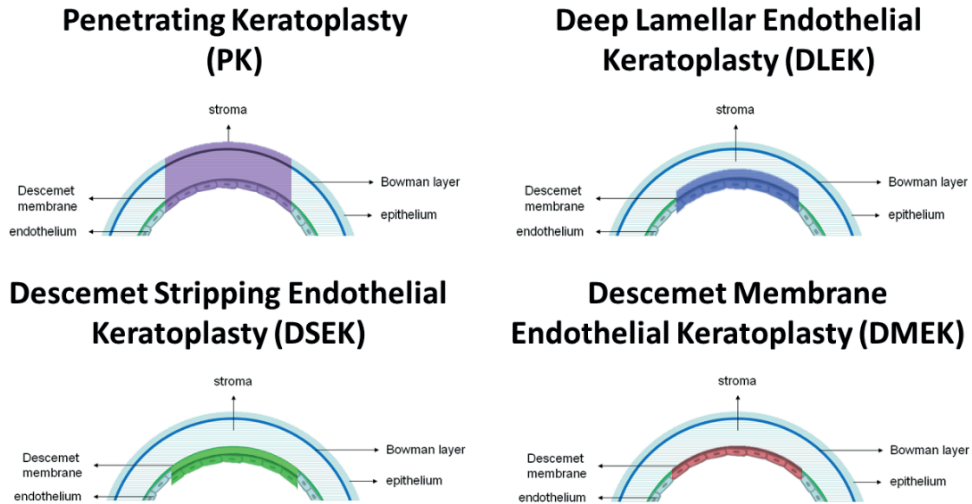 Penetrating Keratoplasty
(PK)
stroma
Descemet
membrane
endothelium
Bowman layer
epithelium
Deep Lamellar Endothelial
Keratoplasty (DLEK)
stroma
Descemet
membrane
endothelium
Bowman layer
epithelium
Descemet Stripping Endothelial
Keratoplasty (DSEK)
stroma
Descemet
membrane
endothelium
Bowman layer
epithelium
Descemet Membrane
Endothelial Keratoplasty (DMEK)
stroma
Descemet
membrane
endothelium
Bowman layer
epithelium